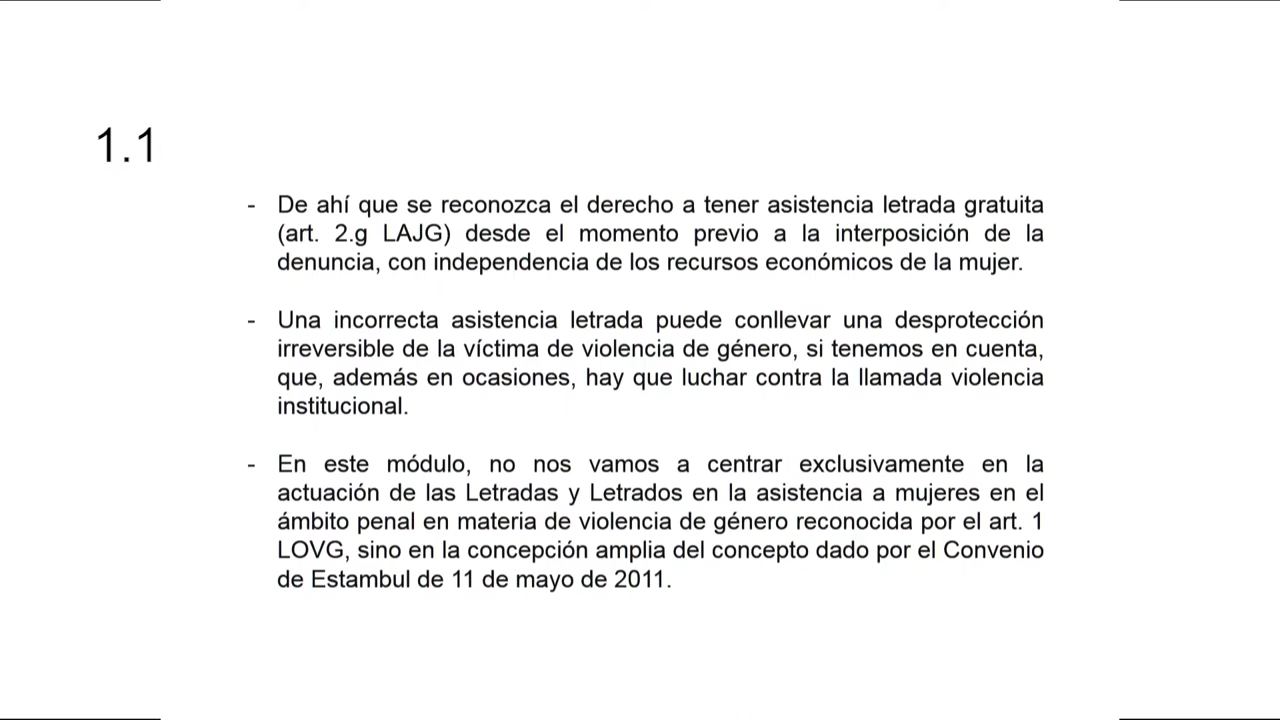 1.1
- De ahí que se reconozca el derecho a tener asistencia letrada gratuita
(art. 2.g LAJG) desde el momento previo a la interposición de la
denuncia, con independencia de los recursos económicos de la mujer.
- Una incorrecta asistencia letrada puede conllevar una desprotección
irreversible de la víctima de violencia de género, si tenemos en cuenta,
que, además en ocasiones, hay que luchar contra la llamada violencia
institucional.
- En este módulo, no nos vamos a centrar exclusivamente en la
actuación de las Letradas y Letrados en la asistencia a mujeres en el
ámbito penal en materia de violencia de género reconocida por el art. 1
LOVG, sino en la concepción amplia del concepto dado por el Convenio
de Estambul de 11 de mayo de 2011.